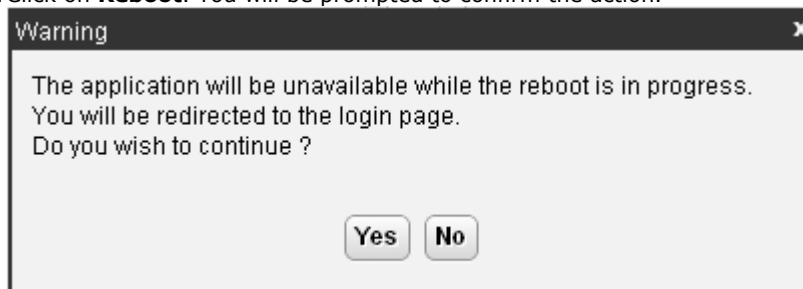 Click on Reboot. You will be prompted to confirm the action.
Warning x
The application will be unavailable while the reboot is in progress.
You will be redirected to the login page.
Do you wish to continue ?
Yes No